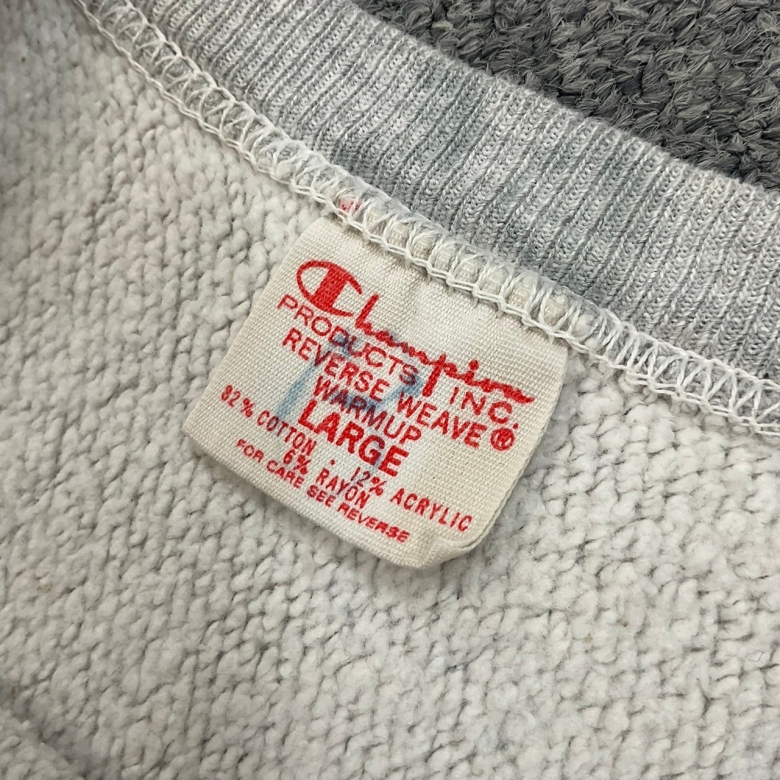 Champion
PRODUCTS INC.
REVERSE WEAVE®
WARMUP
LARGE
82% COTTON · 12% ACRYLIC
6% RAYON
FOR CARE SEE REVERSE